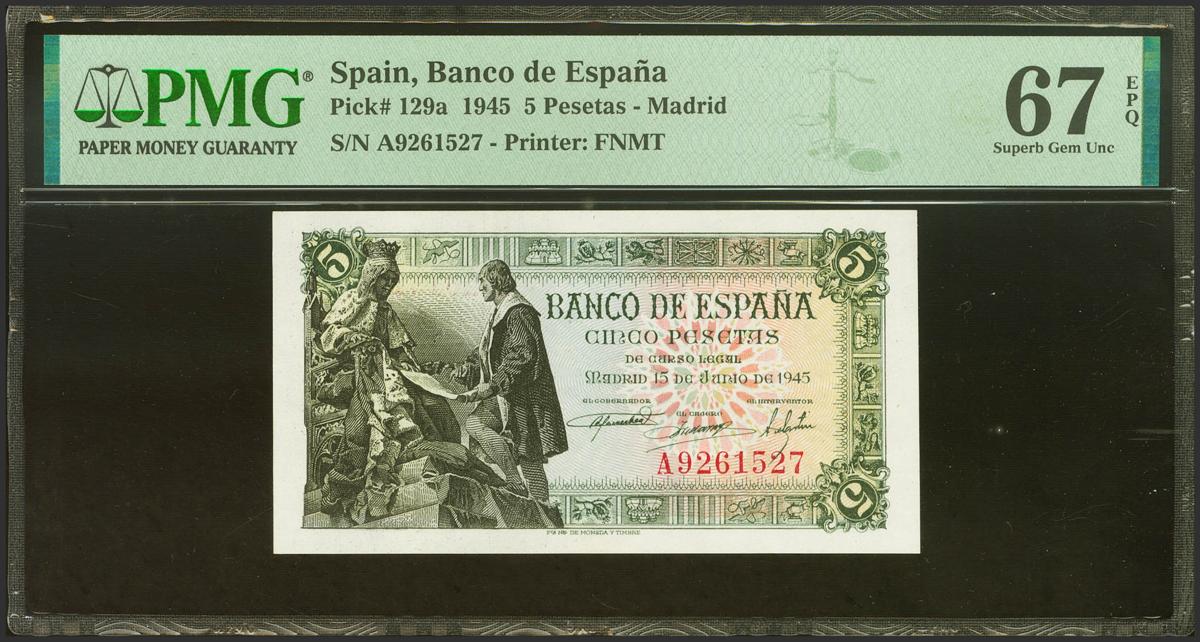 PMG®
PAPER MONEY GUARANTY
Spain, Banco de España
Pick# 129a 1945 5 Pesetas - Madrid
S/N A9261527 - Printer: FNMT
67
EPQ
Superb Gem Unc
5
5
BANCO DE ESPAÑA
CINCO PESETAS
DE CURSO LEGAL
MADRID 15 DE JUNIO DE 1945
EL GOBERNADOR
EL INTERVENTOR
EL CAJERO
A9261527
5
FCA NAL DE MONEDA Y TIMBRE